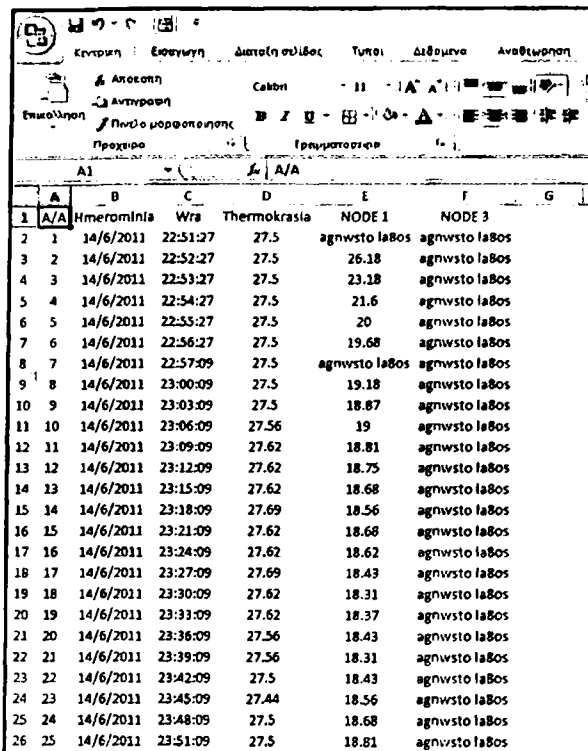 Κεντρική Εισαγωγή Διάταξη σελίδας Τύποι Δεδομένα Αναθεώρηση
Αποκοπή
Αντιγραφή
Πινέλο μορφοποίησης
Επικόλληση
Calibri 11 A A
B I U A
Πρόχειρο Γραμματοσειρά
A1 fx A/A
A B C D E F G
1 A/A Hmerominia Wra Thermokrasia NODE 1 NODE 3
2 1 14/6/2011 22:51:27 27.5 agnwsto la8os agnwsto la8os
3 2 14/6/2011 22:52:27 27.5 26.18 agnwsto la8os
4 3 14/6/2011 22:53:27 27.5 23.18 agnwsto la8os
5 4 14/6/2011 22:54:27 27.5 21.6 agnwsto la8os
6 5 14/6/2011 22:55:27 27.5 20 agnwsto la8os
7 6 14/6/2011 22:56:27 27.5 19.68 agnwsto la8os
8 7 14/6/2011 22:57:09 27.5 agnwsto la8os agnwsto la8os
9 8 14/6/2011 23:00:09 27.5 19.18 agnwsto la8os
10 9 14/6/2011 23:03:09 27.5 18.87 agnwsto la8os
11 10 14/6/2011 23:06:09 27.56 19 agnwsto la8os
12 11 14/6/2011 23:09:09 27.62 18.81 agnwsto la8os
13 12 14/6/2011 23:12:09 27.62 18.75 agnwsto la8os
14 13 14/6/2011 23:15:09 27.62 18.68 agnwsto la8os
15 14 14/6/2011 23:18:09 27.69 18.56 agnwsto la8os
16 15 14/6/2011 23:21:09 27.62 18.68 agnwsto la8os
17 16 14/6/2011 23:24:09 27.62 18.62 agnwsto la8os
18 17 14/6/2011 23:27:09 27.69 18.43 agnwsto la8os
19 18 14/6/2011 23:30:09 27.62 18.31 agnwsto la8os
20 19 14/6/2011 23:33:09 27.62 18.37 agnwsto la8os
21 20 14/6/2011 23:36:09 27.56 18.43 agnwsto la8os
22 21 14/6/2011 23:39:09 27.56 18.31 agnwsto la8os
23 22 14/6/2011 23:42:09 27.5 18.43 agnwsto la8os
24 23 14/6/2011 23:45:09 27.44 18.56 agnwsto la8os
25 24 14/6/2011 23:48:09 27.5 18.68 agnwsto la8os
26 25 14/6/2011 23:51:09 27.5 18.81 agnwsto la8os